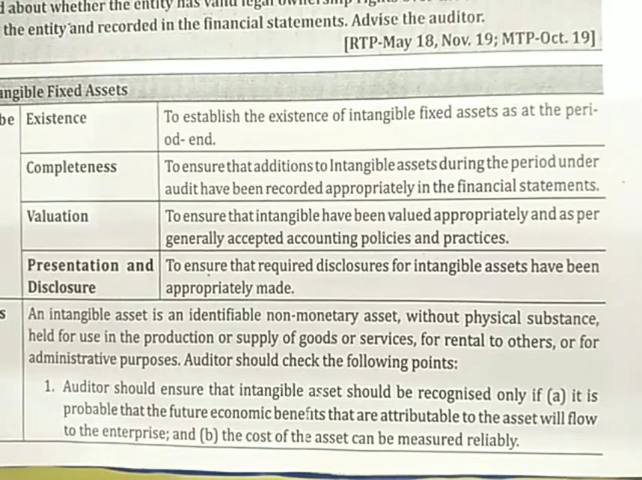 about whether the entity has valid legal ownership rights over
the entity and recorded in the financial statements. Advise the auditor.
[RTP-May 18, Nov. 19; MTP-Oct. 19]
angible Fixed Assets
be Existence To establish the existence of intangible fixed assets as at the peri-
od- end.
Completeness To ensure that additions to Intangible assets during the period under
audit have been recorded appropriately in the financial statements.
Valuation To ensure that intangible have been valued appropriately and as per
generally accepted accounting policies and practices.
Presentation and To ensure that required disclosures for intangible assets have been
Disclosure appropriately made.
s An intangible asset is an identifiable non-monetary asset, without physical substance,
held for use in the production or supply of goods or services, for rental to others, or for
administrative purposes. Auditor should check the following points:
1. Auditor should ensure that intangible asset should be recognised only if (a) it is
probable that the future economic benefits that are attributable to the asset will flow
to the enterprise; and (b) the cost of the asset can be measured reliably.